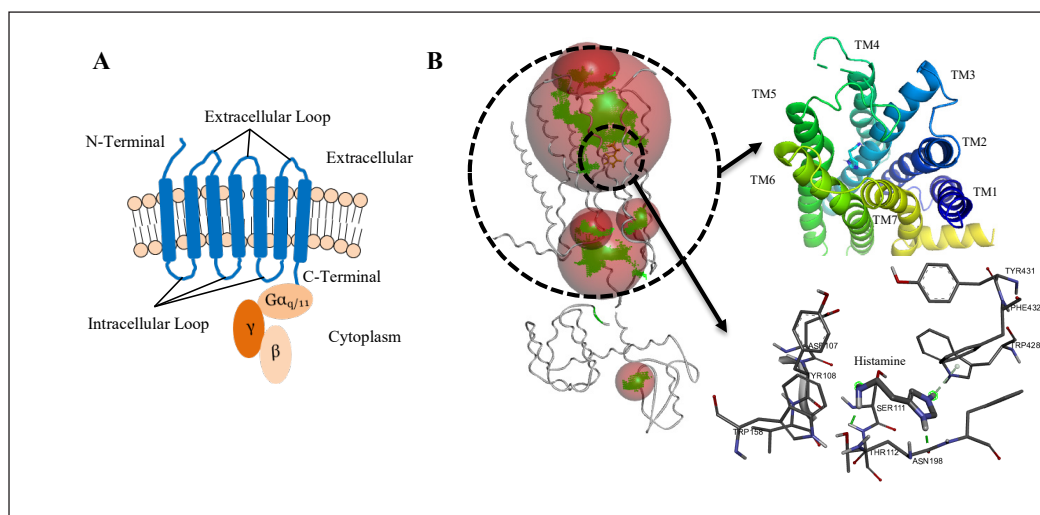 A
N-Terminal
Extracellular Loop
Extracellular
C-Terminal
Gαq/11
γ
β
Intracellular Loop
Cytoplasm
B
TM4
TM3
TM5
TM2
TM6
TM1
TM7
TYR431
PHE432
TRP428
ASP107
TYR108
Histamine
SER111
TRP158
THR112
ASN198